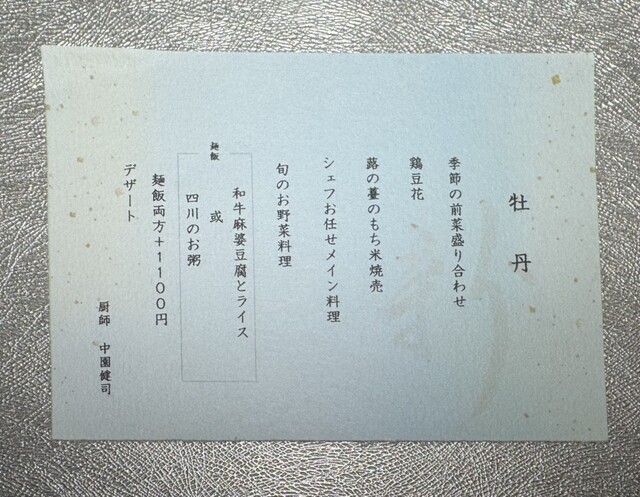 牡丹
季節の前菜盛り合わせ
鶏豆花
蕗の薹のもち米焼売
シェフお任せメイン料理
旬のお野菜料理
麺飯
和牛麻婆豆腐とライス
或
四川のお粥
麺飯両方+1100円
デザート
厨師 中園健司